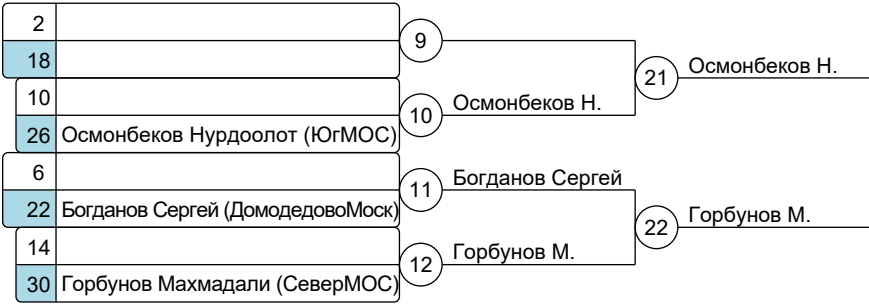 2
9
18
21 Осмонбеков Н.
10
10 Осмонбеков Н.
26 Осмонбеков Нурдоолот (ЮгМОС)
6
11 Богданов Сергей
22 Богданов Сергей (ДомодедовоМоск)
22 Горбунов М.
14
12 Горбунов М.
30 Горбунов Махмадали (СеверМОС)